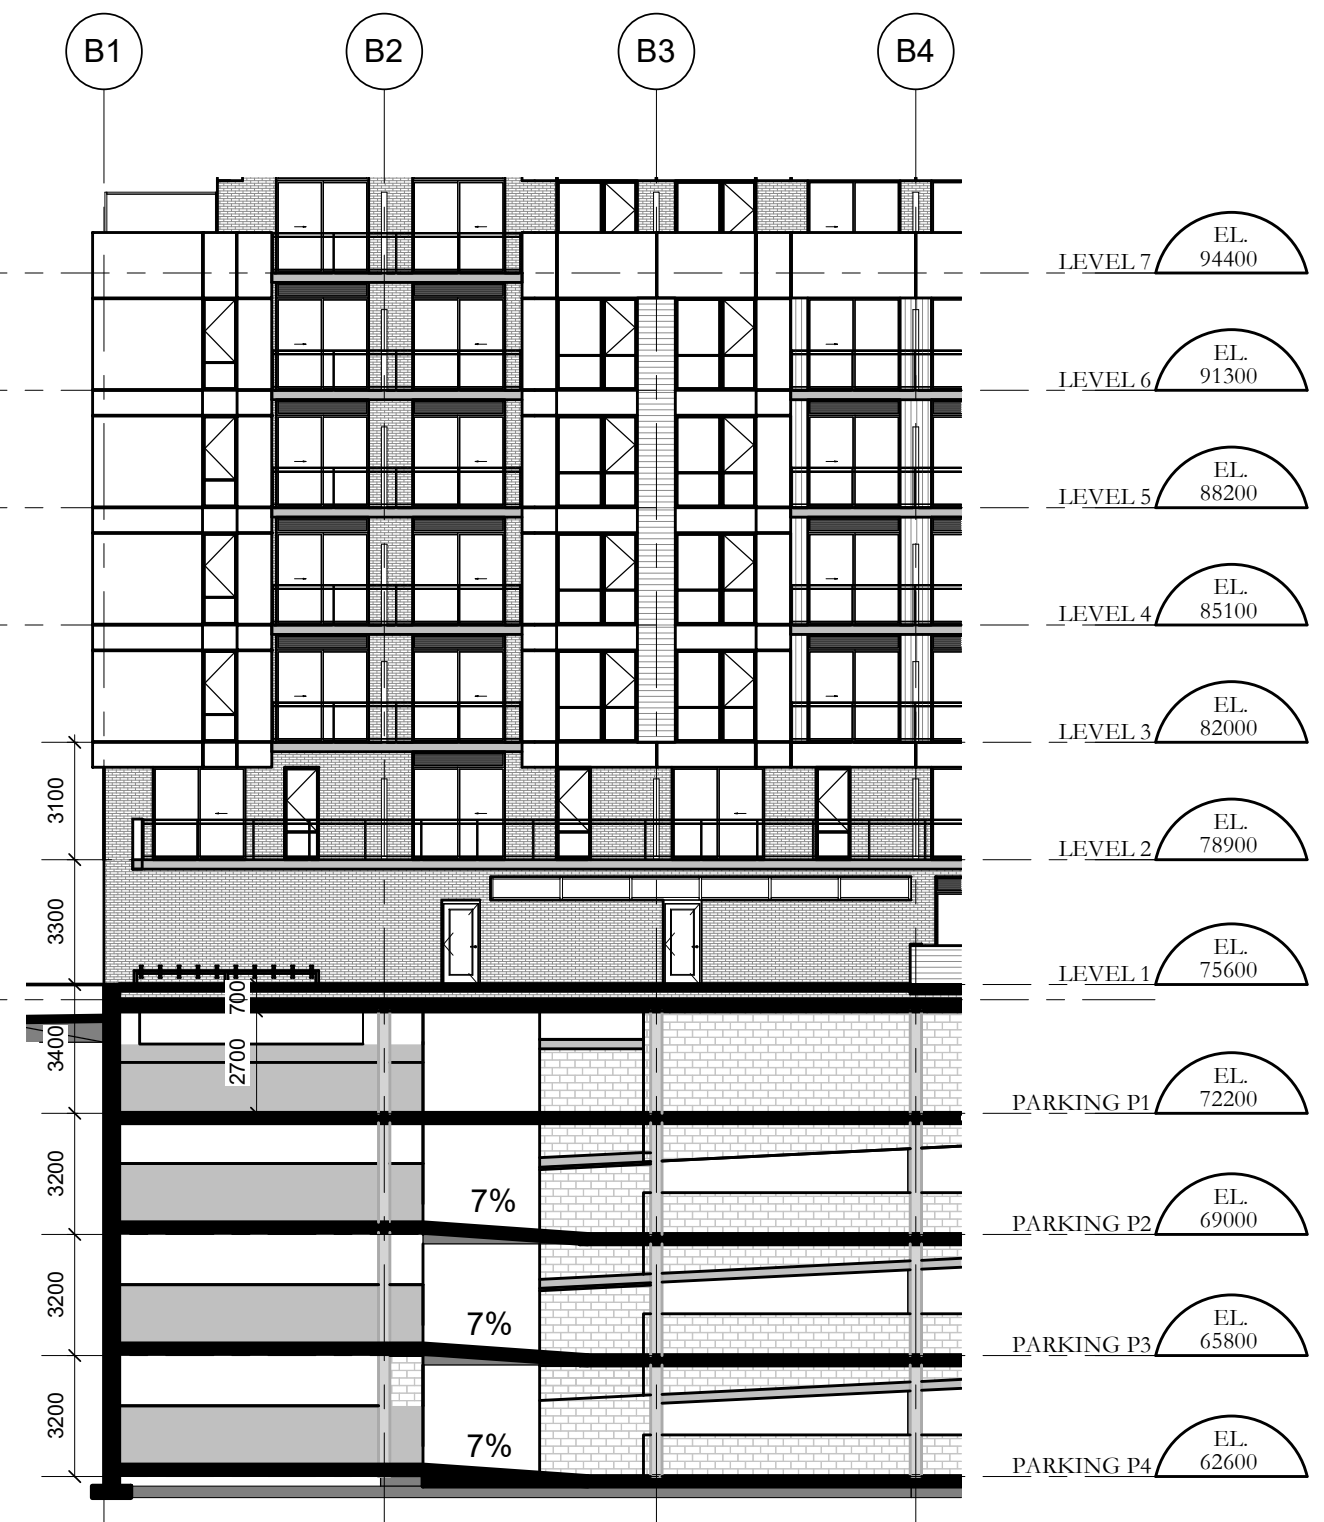 B1 B2 B3 B4
EL.
LEVEL 7 94400
EL.
LEVEL 6 91300
EL.
LEVEL 5 88200
EL.
LEVEL 4 85100
EL.
LEVEL 3 82000
3100
EL.
LEVEL 2 78900
3300
EL.
LEVEL 1 75600
700
3400
2700
EL.
PARKING P1 72200
3200
7%
EL.
PARKING P2 69000
3200
7%
EL.
PARKING P3 65800
3200
7%
EL.
PARKING P4 62600